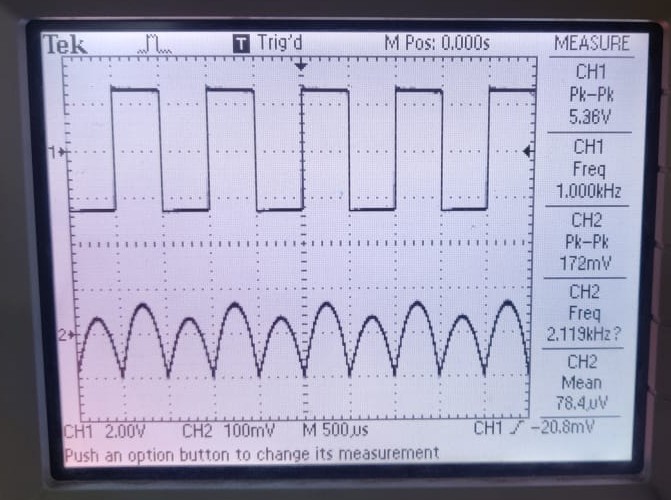 Tek T Trig'd M Pos: 0.000s MEASURE
CH1
Pk-Pk
5.36V
1
CH1
Freq
1.000kHz
CH2
Pk-Pk
172mV
CH2
Freq
2.119kHz?
2
CH2
Mean
78.4µV
CH1 2.00V CH2 100mV M 500µs CH1 -20.8mV
Push an option button to change its measurement